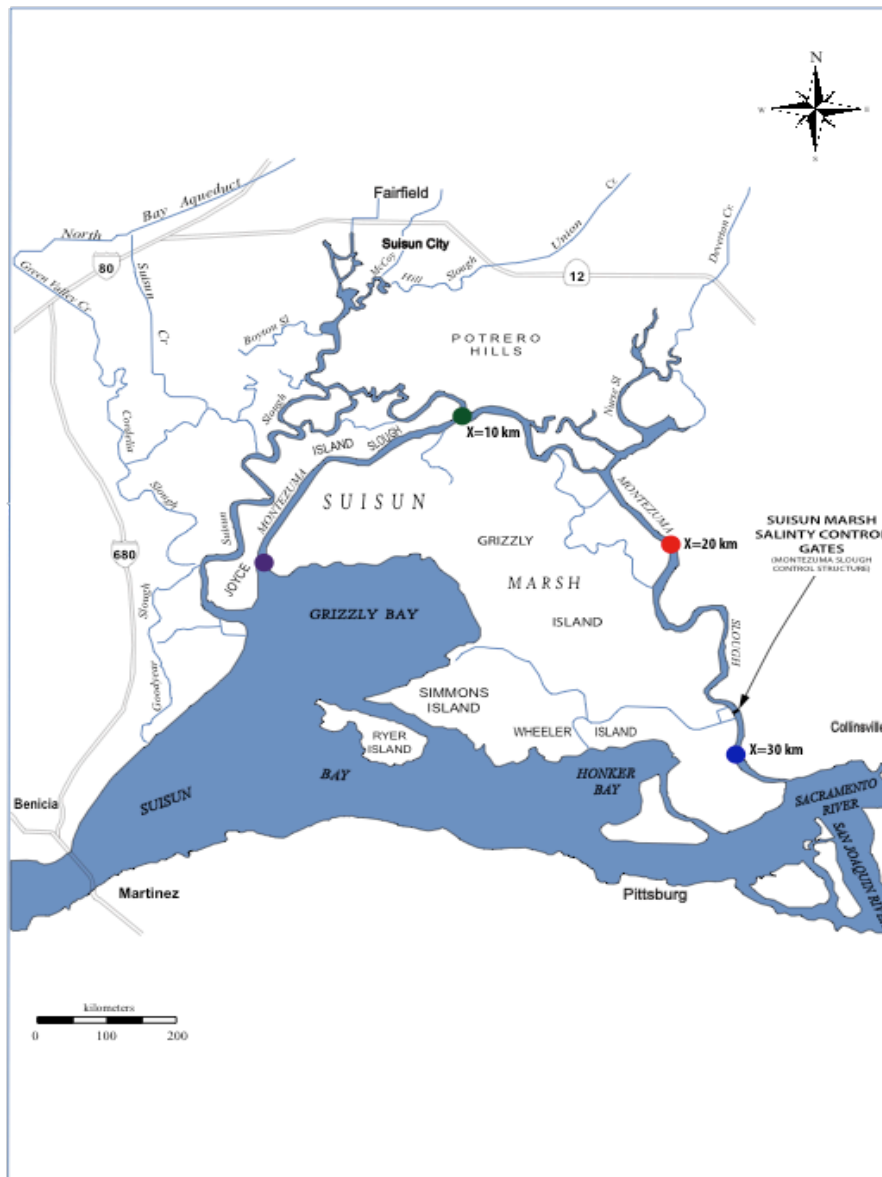 N
W
E
S
Fairfield
North
Bay Aqueduct
Suisun City
McCoy
Hill
Slough
Union
Cr.
Deverton Cr.
80
12
Green Valley Cr.
Suisun
Cr
Boyton Sl
POTRERO
HILLS
Nurse Sl
Cordelia
Slough
ISLAND
SLOUGH
X=10 km
MONTEZUMA
MONTEZUMA
SUISUN
Slough
Suisun
GRIZZLY
X=20 km
SUISUN MARSH
SALINTY CONTROL
GATES
(MONTEZUMA SLOUGH
CONTROL STRUCTURE)
680
JOYCE
MARSH
Slough
GRIZZLY BAY
ISLAND
SLOUGH
Goodyear
SIMMONS
ISLAND
WHEELER
ISLAND
RYER
ISLAND
Collinsville
X=30 km
BAY
HONKER
BAY
SUISUN
Benicia
SACRAMENTO
RIVER
SAN JOAQUIN RIVE
Martinez
Pittsburg
kilometers
0
100
200